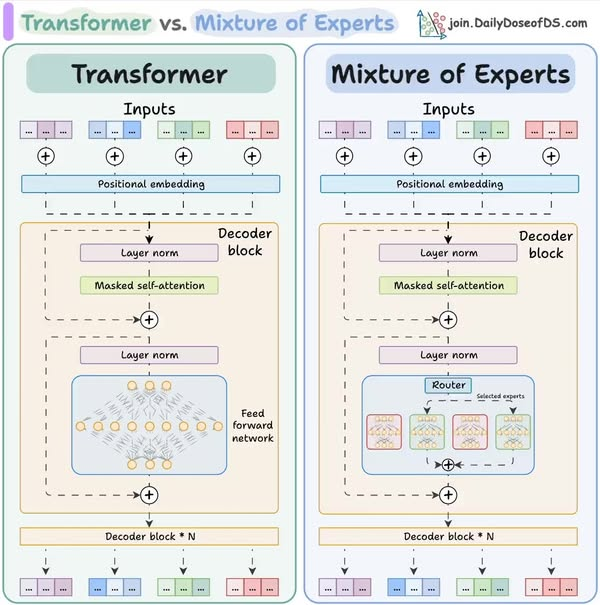 Transformer vs. Mixture of Experts
join.DailyDoseofDS.com
Transformer
Inputs
... ... ... ... ... ... ... ... ... ... ... ...
Positional embedding
Decoder
block
Layer norm
Masked self-attention
Layer norm
Feed
forward
network
Decoder block * N
... ... ... ... ... ... ... ... ... ... ... ...
Mixture of Experts
Inputs
... ... ... ... ... ... ... ... ... ... ... ...
Positional embedding
Decoder
block
Layer norm
Masked self-attention
Layer norm
Router
Selected experts
Decoder block * N
... ... ... ... ... ... ... ... ... ... ... ...